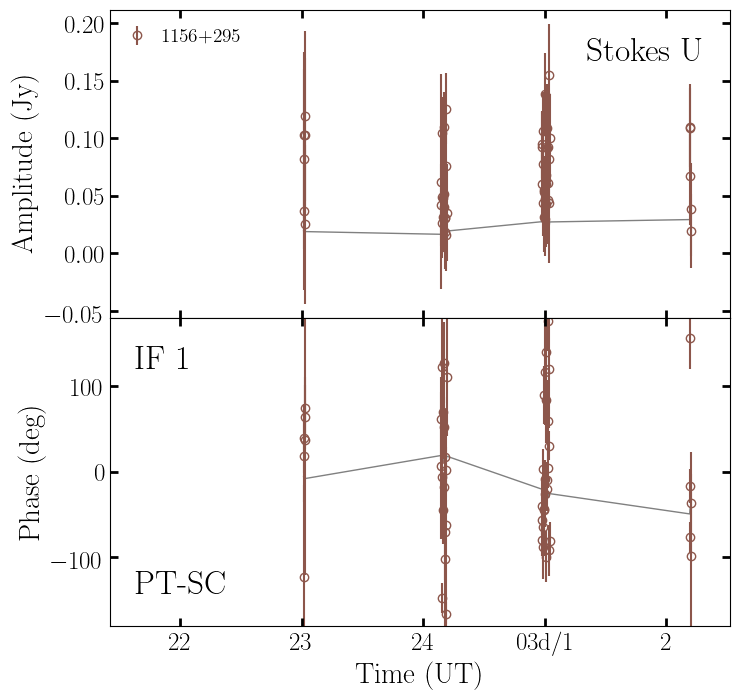 0.20
1156+295
Stokes U
0.15
0.10
0.05
0.00
−0.05
Amplitude (Jy)
IF 1
100
0
−100
Phase (deg)
PT-SC
22
23
24
03d/1
2
Time (UT)